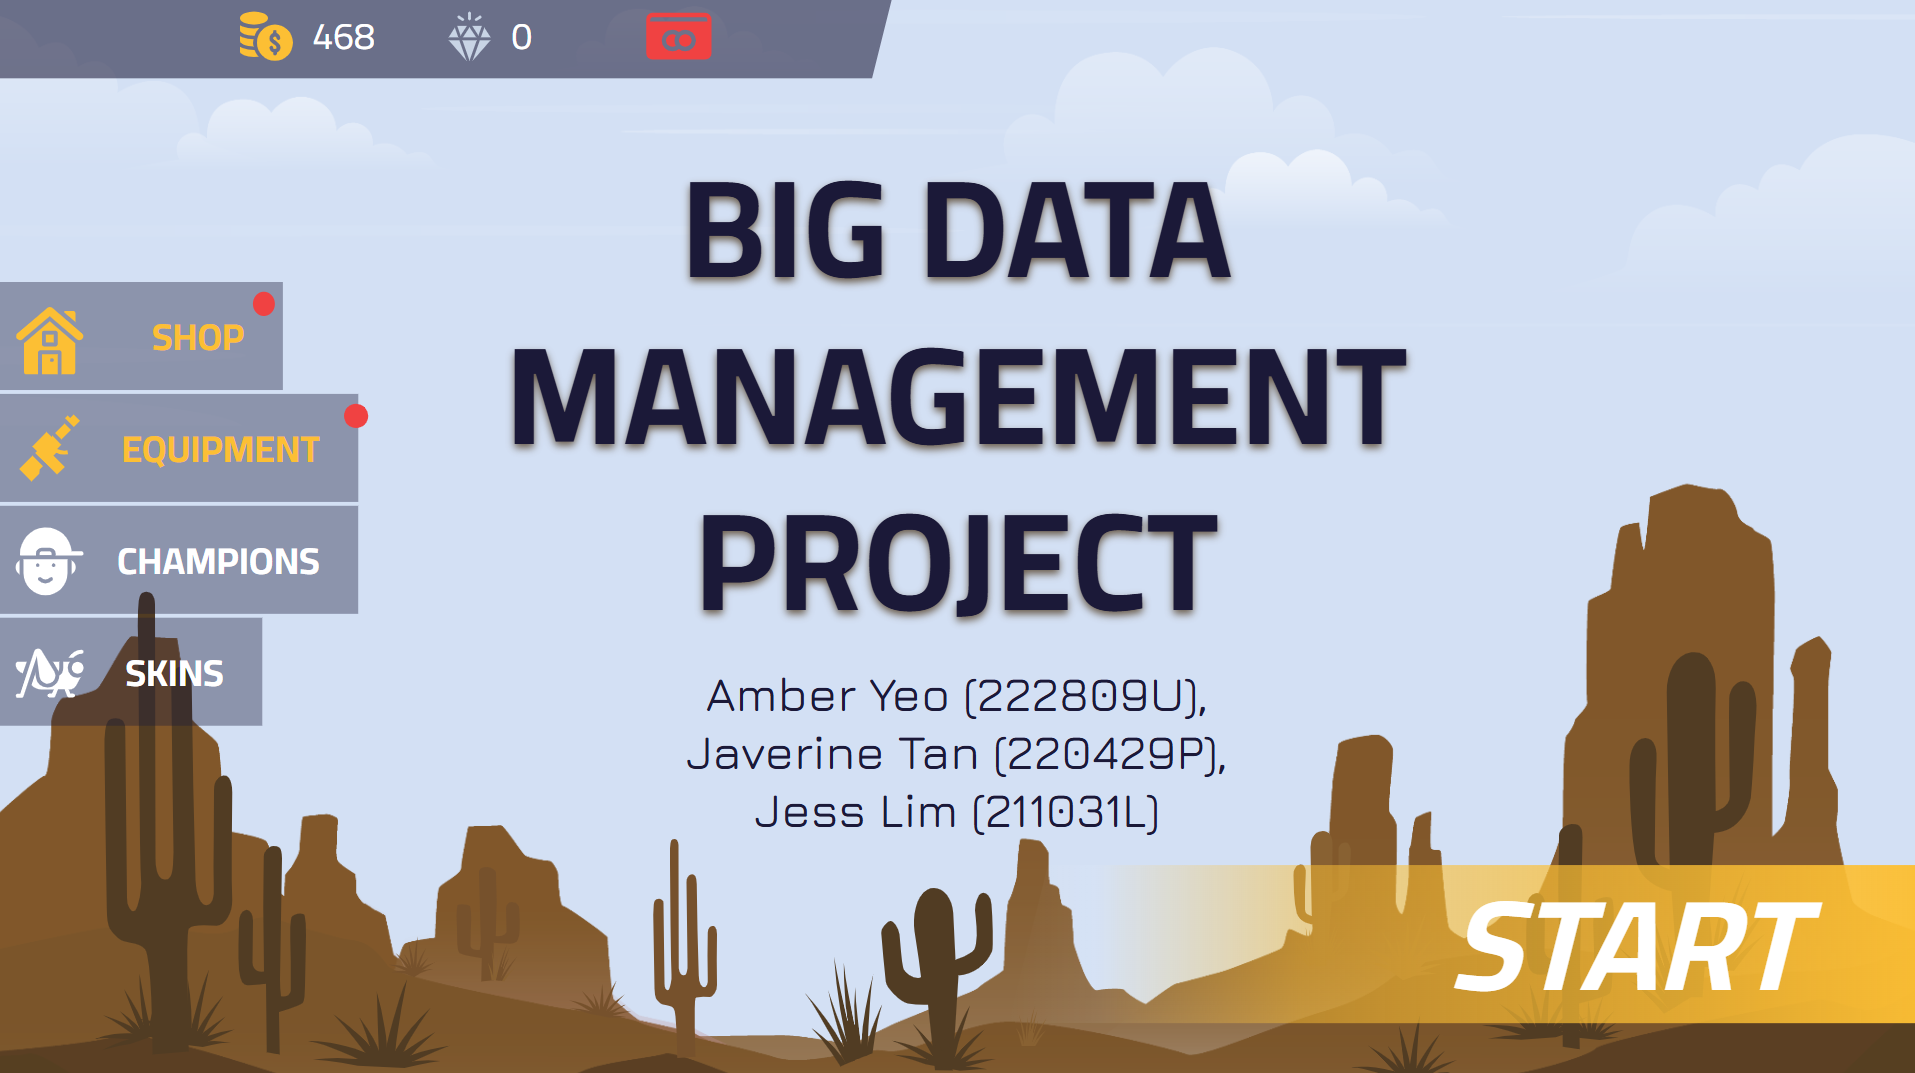 468 0
BIG DATA
MANAGEMENT
PROJECT
SHOP
EQUIPMENT
CHAMPIONS
SKINS
Amber Yeo (222809U),
Javerine Tan (220429P),
Jess Lim (211031L)
START